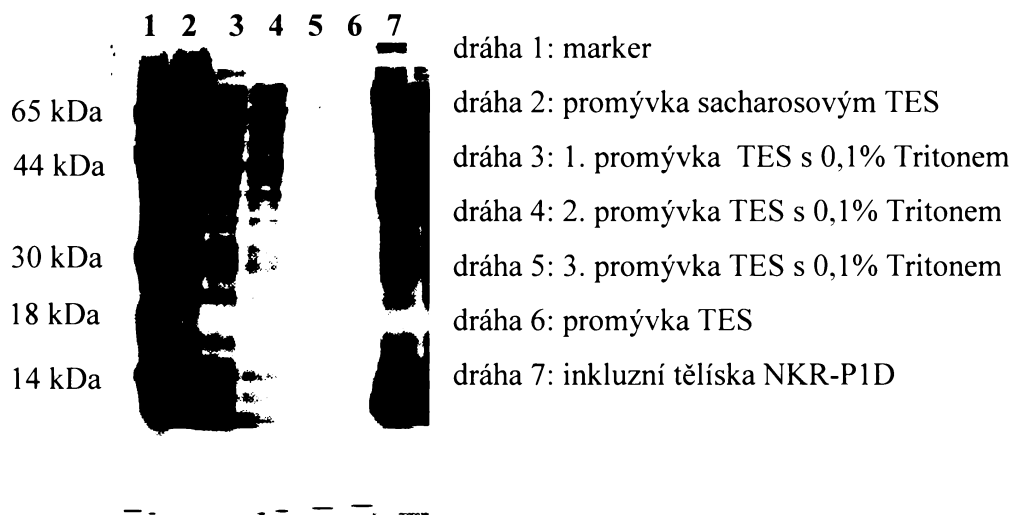 1 2 3 4 5 6 7
dráha 1: marker
65 kDa
dráha 2: promývka sacharosovým TES
44 kDa
dráha 3: 1. promývka TES s 0,1% Tritonem
dráha 4: 2. promývka TES s 0,1% Tritonem
30 kDa
dráha 5: 3. promývka TES s 0,1% Tritonem
18 kDa
dráha 6: promývka TES
14 kDa
dráha 7: inkluzní tělíska NKR-P1D